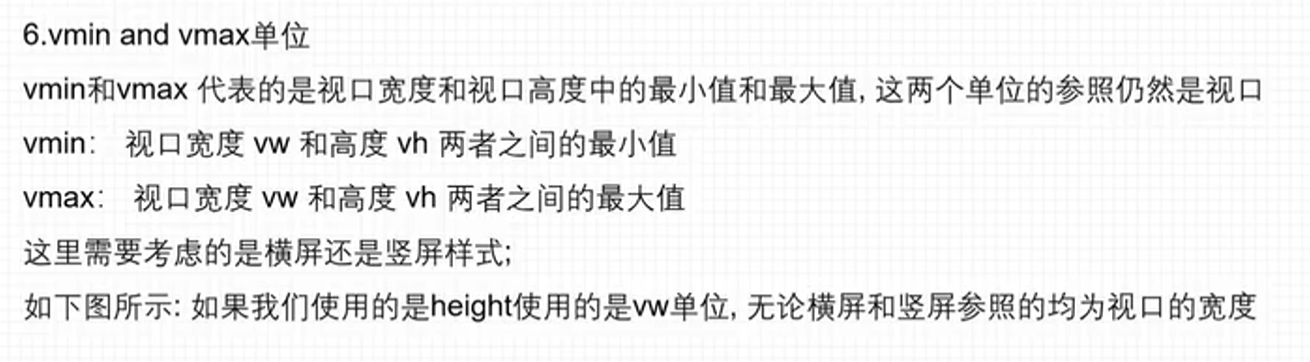 6.vmin and vmax单位
vmin和vmax 代表的是视口宽度和视口高度中的最小值和最大值, 这两个单位的参照仍然是视口
vmin： 视口宽度 vw 和高度 vh 两者之间的最小值
vmax： 视口宽度 vw 和高度 vh 两者之间的最大值
这里需要考虑的是横屏还是竖屏样式;
如下图所示: 如果我们使用的是height使用的是vw单位, 无论横屏和竖屏参照的均为视口的宽度